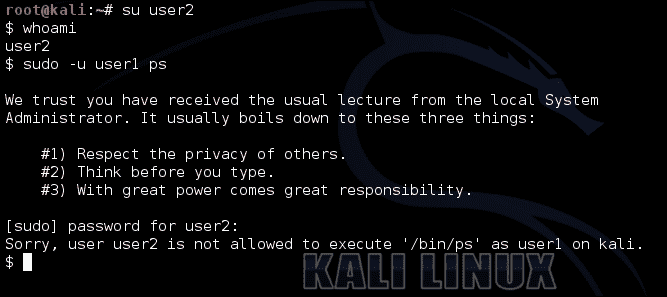 root@kali:~# su user2
$ whoami
user2
$ sudo -u user1 ps
We trust you have received the usual lecture from the local System
Administrator. It usually boils down to these three things:
#1) Respect the privacy of others.
#2) Think before you type.
#3) With great power comes great responsibility.
[sudo] password for user2:
Sorry, user user2 is not allowed to execute '/bin/ps' as user1 on kali.
$
KALI LINUX